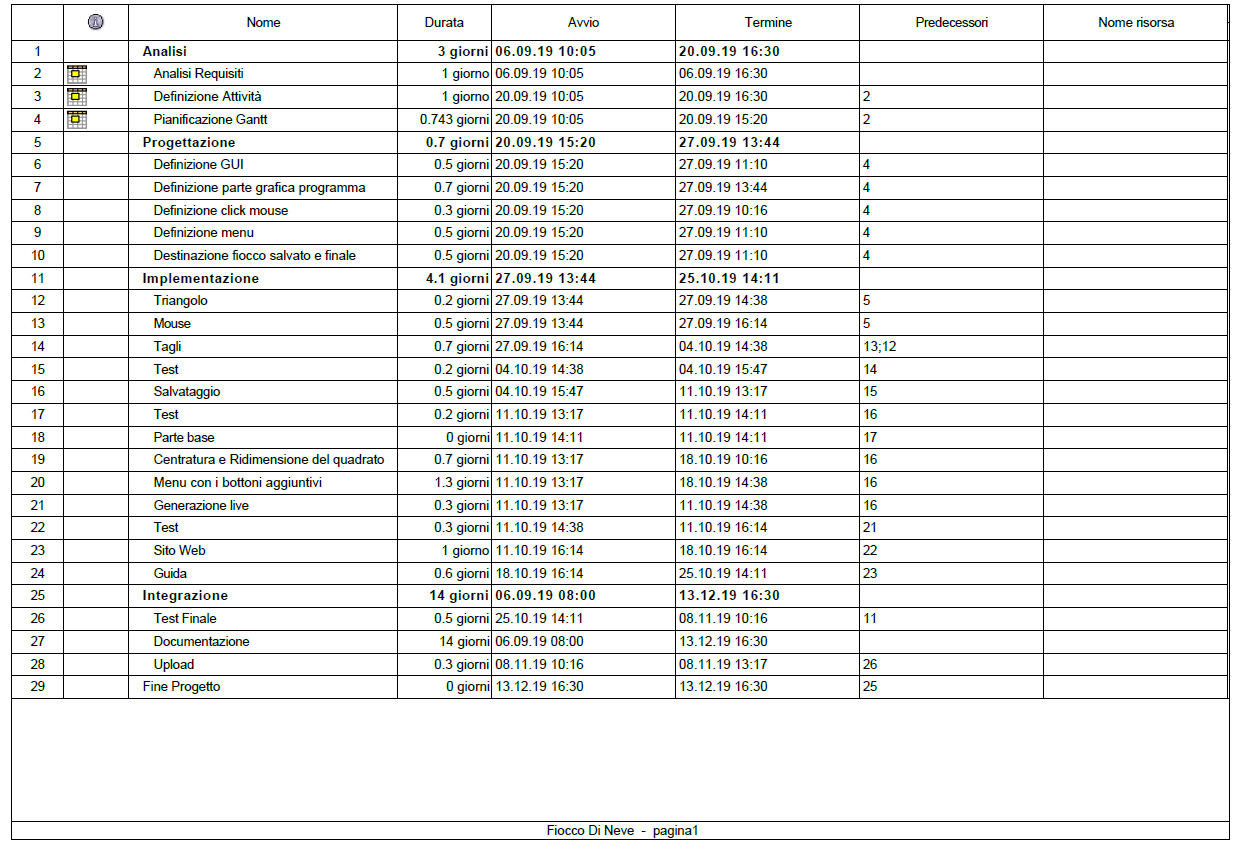 Nome Durata Avvio Termine Predecessori Nome risorsa
1 Analisi 3 giorni 06.09.19 10:05 20.09.19 16:30
2 Analisi Requisiti 1 giorno 06.09.19 10:05 06.09.19 16:30
3 Definizione Attività 1 giorno 20.09.19 10:05 20.09.19 16:30 2
4 Pianificazione Gantt 0.743 giorni 20.09.19 10:05 20.09.19 15:20 2
5 Progettazione 0.7 giorni 20.09.19 15:20 27.09.19 13:44
6 Definizione GUI 0.5 giorni 20.09.19 15:20 27.09.19 11:10 4
7 Definizione parte grafica programma 0.7 giorni 20.09.19 15:20 27.09.19 13:44 4
8 Definizione click mouse 0.3 giorni 20.09.19 15:20 27.09.19 10:16 4
9 Definizione menu 0.5 giorni 20.09.19 15:20 27.09.19 11:10 4
10 Destinazione fiocco salvato e finale 0.5 giorni 20.09.19 15:20 27.09.19 11:10 4
11 Implementazione 4.1 giorni 27.09.19 13:44 25.10.19 14:11
12 Triangolo 0.2 giorni 27.09.19 13:44 27.09.19 14:38 5
13 Mouse 0.5 giorni 27.09.19 13:44 27.09.19 16:14 5
14 Tagli 0.7 giorni 27.09.19 16:14 04.10.19 14:38 13;12
15 Test 0.2 giorni 04.10.19 14:38 04.10.19 15:47 14
16 Salvataggio 0.5 giorni 04.10.19 15:47 11.10.19 13:17 15
17 Test 0.2 giorni 11.10.19 13:17 11.10.19 14:11 16
18 Parte base 0 giorni 11.10.19 14:11 11.10.19 14:11 17
19 Centratura e Ridimensione del quadrato 0.7 giorni 11.10.19 13:17 18.10.19 10:16 16
20 Menu con i bottoni aggiuntivi 1.3 giorni 11.10.19 13:17 18.10.19 14:38 16
21 Generazione live 0.3 giorni 11.10.19 13:17 11.10.19 14:38 16
22 Test 0.3 giorni 11.10.19 14:38 11.10.19 16:14 21
23 Sito Web 1 giorno 11.10.19 16:14 18.10.19 16:14 22
24 Guida 0.6 giorni 18.10.19 16:14 25.10.19 14:11 23
25 Integrazione 14 giorni 06.09.19 08:00 13.12.19 16:30
26 Test Finale 0.5 giorni 25.10.19 14:11 08.11.19 10:16 11
27 Documentazione 14 giorni 06.09.19 08:00 13.12.19 16:30
28 Upload 0.3 giorni 08.11.19 10:16 08.11.19 13:17 26
29 Fine Progetto 0 giorni 13.12.19 16:30 13.12.19 16:30 25
Fiocco Di Neve - pagina1